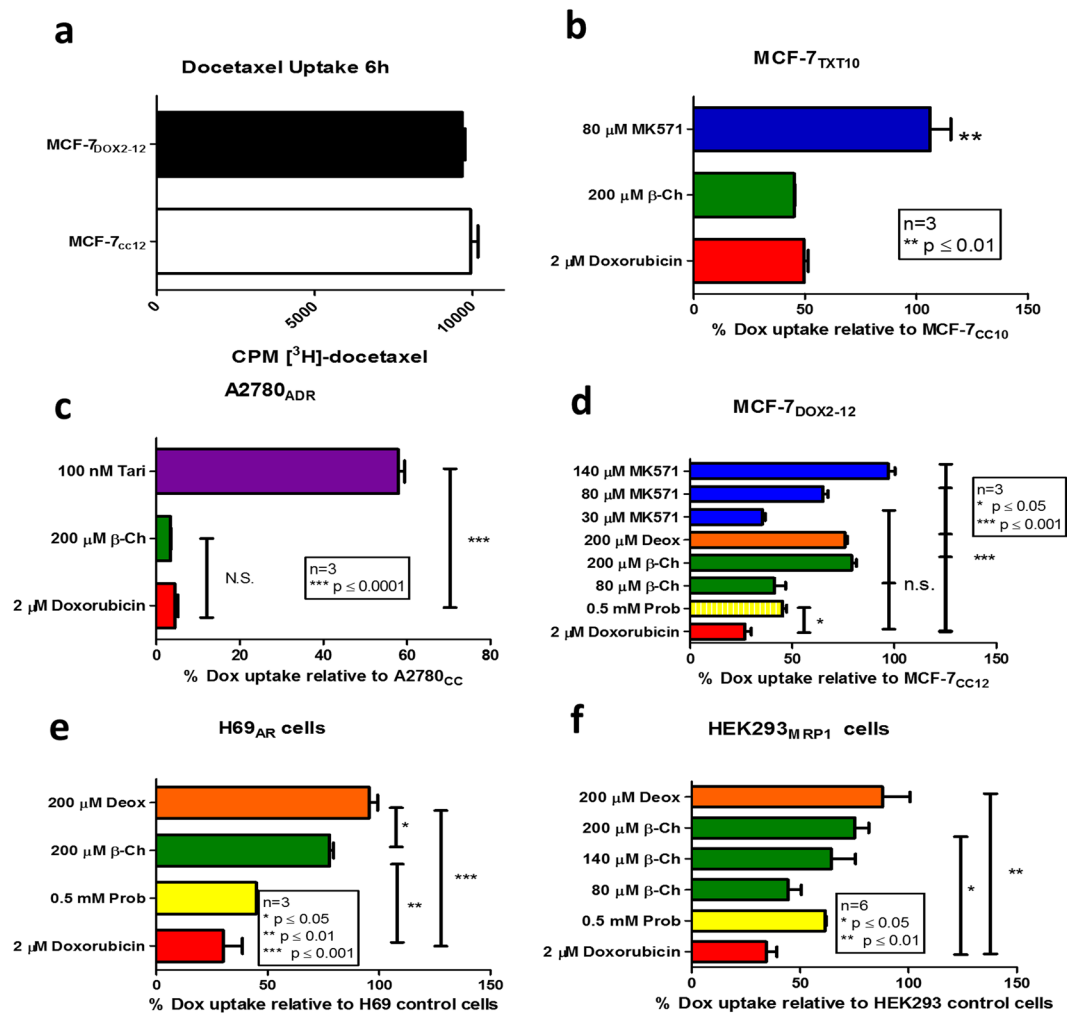 a
Docetaxel Uptake 6h
MCF-7DOX2-12
MCF-7cc12
0
5000
10000
CPM [³H]-docetaxel
b
MCF-7TXT10
80 µM MK571
200 µM β-Ch
2 µM Doxorubicin
**
n=3
** p ≤ 0.01
0 50 100 150
% Dox uptake relative to MCF-7CC10
c
A2780ADR
100 nM Tari
200 µM β-Ch
2 µM Doxorubicin
N.S.
***
n=3
*** p ≤ 0.0001
0 20 40 60 80
% Dox uptake relative to A2780CC
d
MCF-7DOX2-12
140 µM MK571
80 µM MK571
30 µM MK571
200 µM Deox
200 µM β-Ch
80 µM β-Ch
0.5 mM Prob
2 µM Doxorubicin
*
n.s.
***
n=3
* p ≤ 0.05
*** p ≤ 0.001
0 50 100 150
% Dox uptake relative to MCF-7CC12
e
H69AR cells
200 µM Deox
200 µM β-Ch
0.5 mM Prob
2 µM Doxorubicin
*
**
***
n=3
* p ≤ 0.05
** p ≤ 0.01
*** p ≤ 0.001
0 50 100 150
% Dox uptake relative to H69 control cells
f
HEK293MRP1 cells
200 µM Deox
200 µM β-Ch
140 µM β-Ch
80 µM β-Ch
0.5 mM Prob
2 µM Doxorubicin
*
**
n=6
* p ≤ 0.05
** p ≤ 0.01
0 50 100 150
% Dox uptake relative to HEK293 control cells